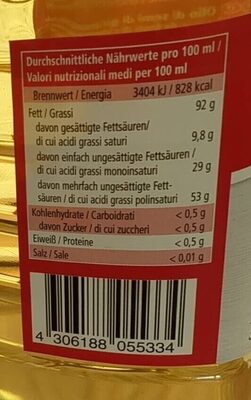 Durchschnittliche Nährwerte pro 100 ml /
Valori nutrizionali medi per 100 ml
Brennwert / Energia 3404 kJ / 828 kcal
Fett / Grassi 92 g
davon gesättigte Fettsäuren/
di cui acidi grassi saturi 9,8 g
davon einfach ungesättigte Fettsäuren /
di cui acidi grassi monoinsaturi 29 g
davon mehrfach ungesättigte Fett-
säuren / di cui acidi grassi polinsaturi 53 g
Kohlenhydrate / Carboidrati < 0,5 g
davon Zucker / di cui zuccheri < 0,5 g
Eiweiß / Proteine < 0,5 g
Salz / Sale < 0,01 g
4 306188 055334